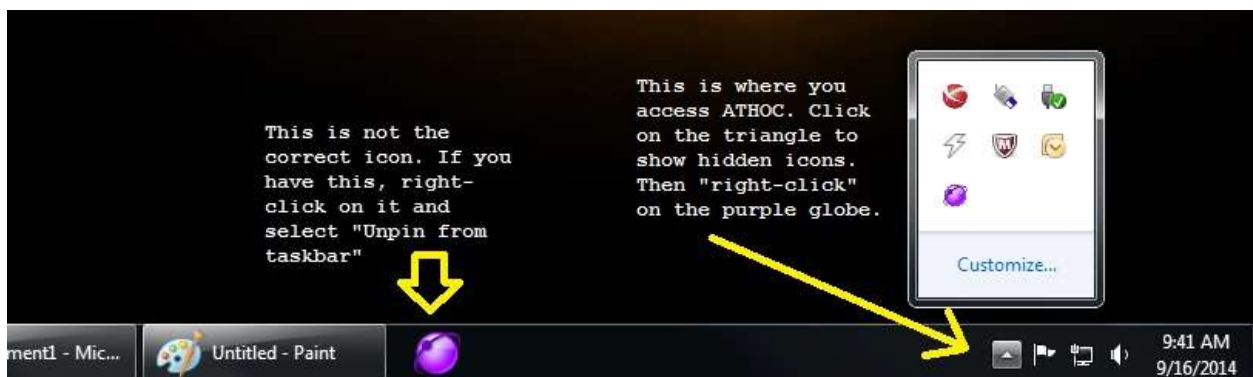 This is not the
correct icon. If you
have this, right-
click on it and
select "Unpin from
taskbar"
This is where you
access ATHOC. Click
on the triangle to
show hidden icons.
Then "right-click"
on the purple globe.
Customize...
ment1 - Mic...
Untitled - Paint
9:41 AM
9/16/2014